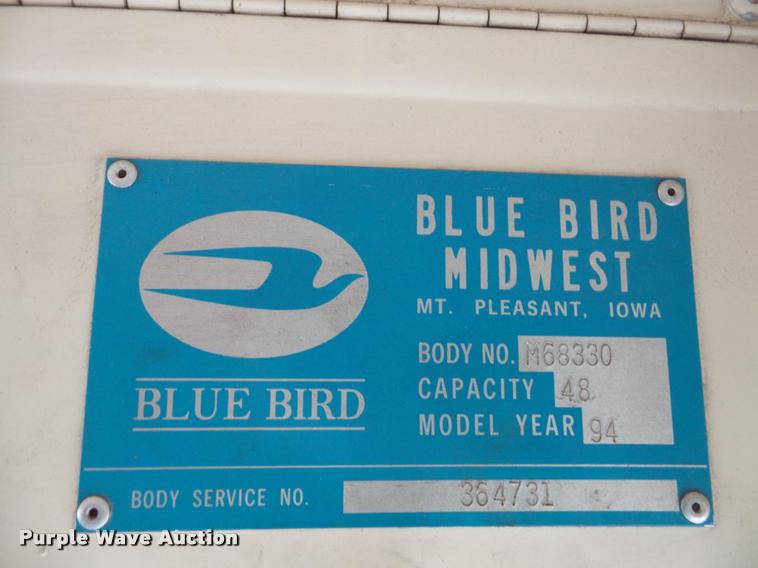 BLUE BIRD
MIDWEST
MT. PLEASANT, IOWA
BODY NO. M68330
CAPACITY 48
MODEL YEAR 94
BLUE BIRD
BODY SERVICE NO. 364731
Purple Wave Auction